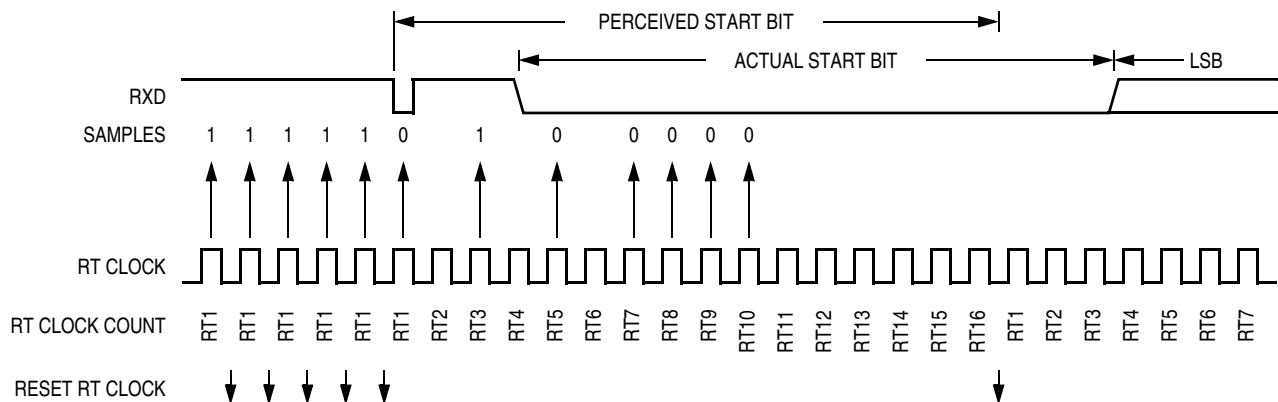 PERCEIVED START BIT
ACTUAL START BIT LSB
RXD
SAMPLES 1 1 1 1 1 0 1 0 0 0 0 0
RT CLOCK
RT CLOCK COUNT RT1 RT1 RT1 RT1 RT1 RT1 RT2 RT3 RT4 RT5 RT6 RT7 RT8 RT9 RT10 RT11 RT12 RT13 RT14 RT15 RT16 RT1 RT2 RT3 RT4 RT5 RT6 RT7
RESET RT CLOCK